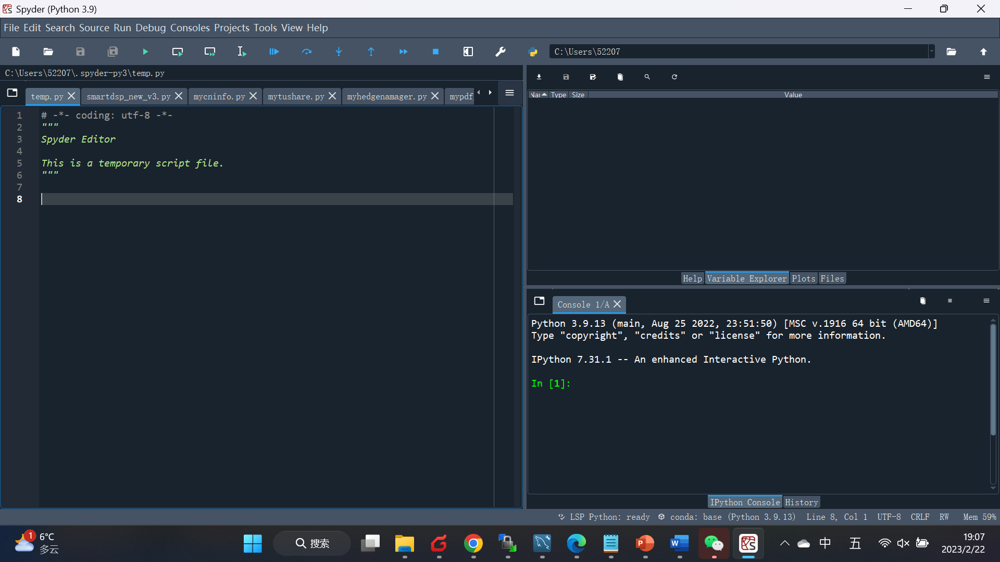 Spyder (Python 3.9)
File Edit Search Source Run Debug Consoles Projects Tools View Help
C:\Users\52207
C:\Users\52207\.spyder-py3\temp.py
temp.py smartdsp_new_v3.py mycninfo.py mytushare.py myhedgenamager.py mypdf
1 # -*- coding: utf-8 -*-
2 """
3 Spyder Editor
4
5 This is a temporary script file.
6 """
7
8
Nar Type Size Value
Help Variable Explorer Plots Files
Console 1/A
Python 3.9.13 (main, Aug 25 2022, 23:51:50) [MSC v.1916 64 bit (AMD64)]
Type "copyright", "credits" or "license" for more information.
IPython 7.31.1 -- An enhanced Interactive Python.
In [1]:
IPython Console History
LSP Python: ready conda: base (Python 3.9.13) Line 8, Col 1 UTF-8 CRLF RW Mem 59%
1
6°C
多云
搜索
中
五
19:07
2023/2/22